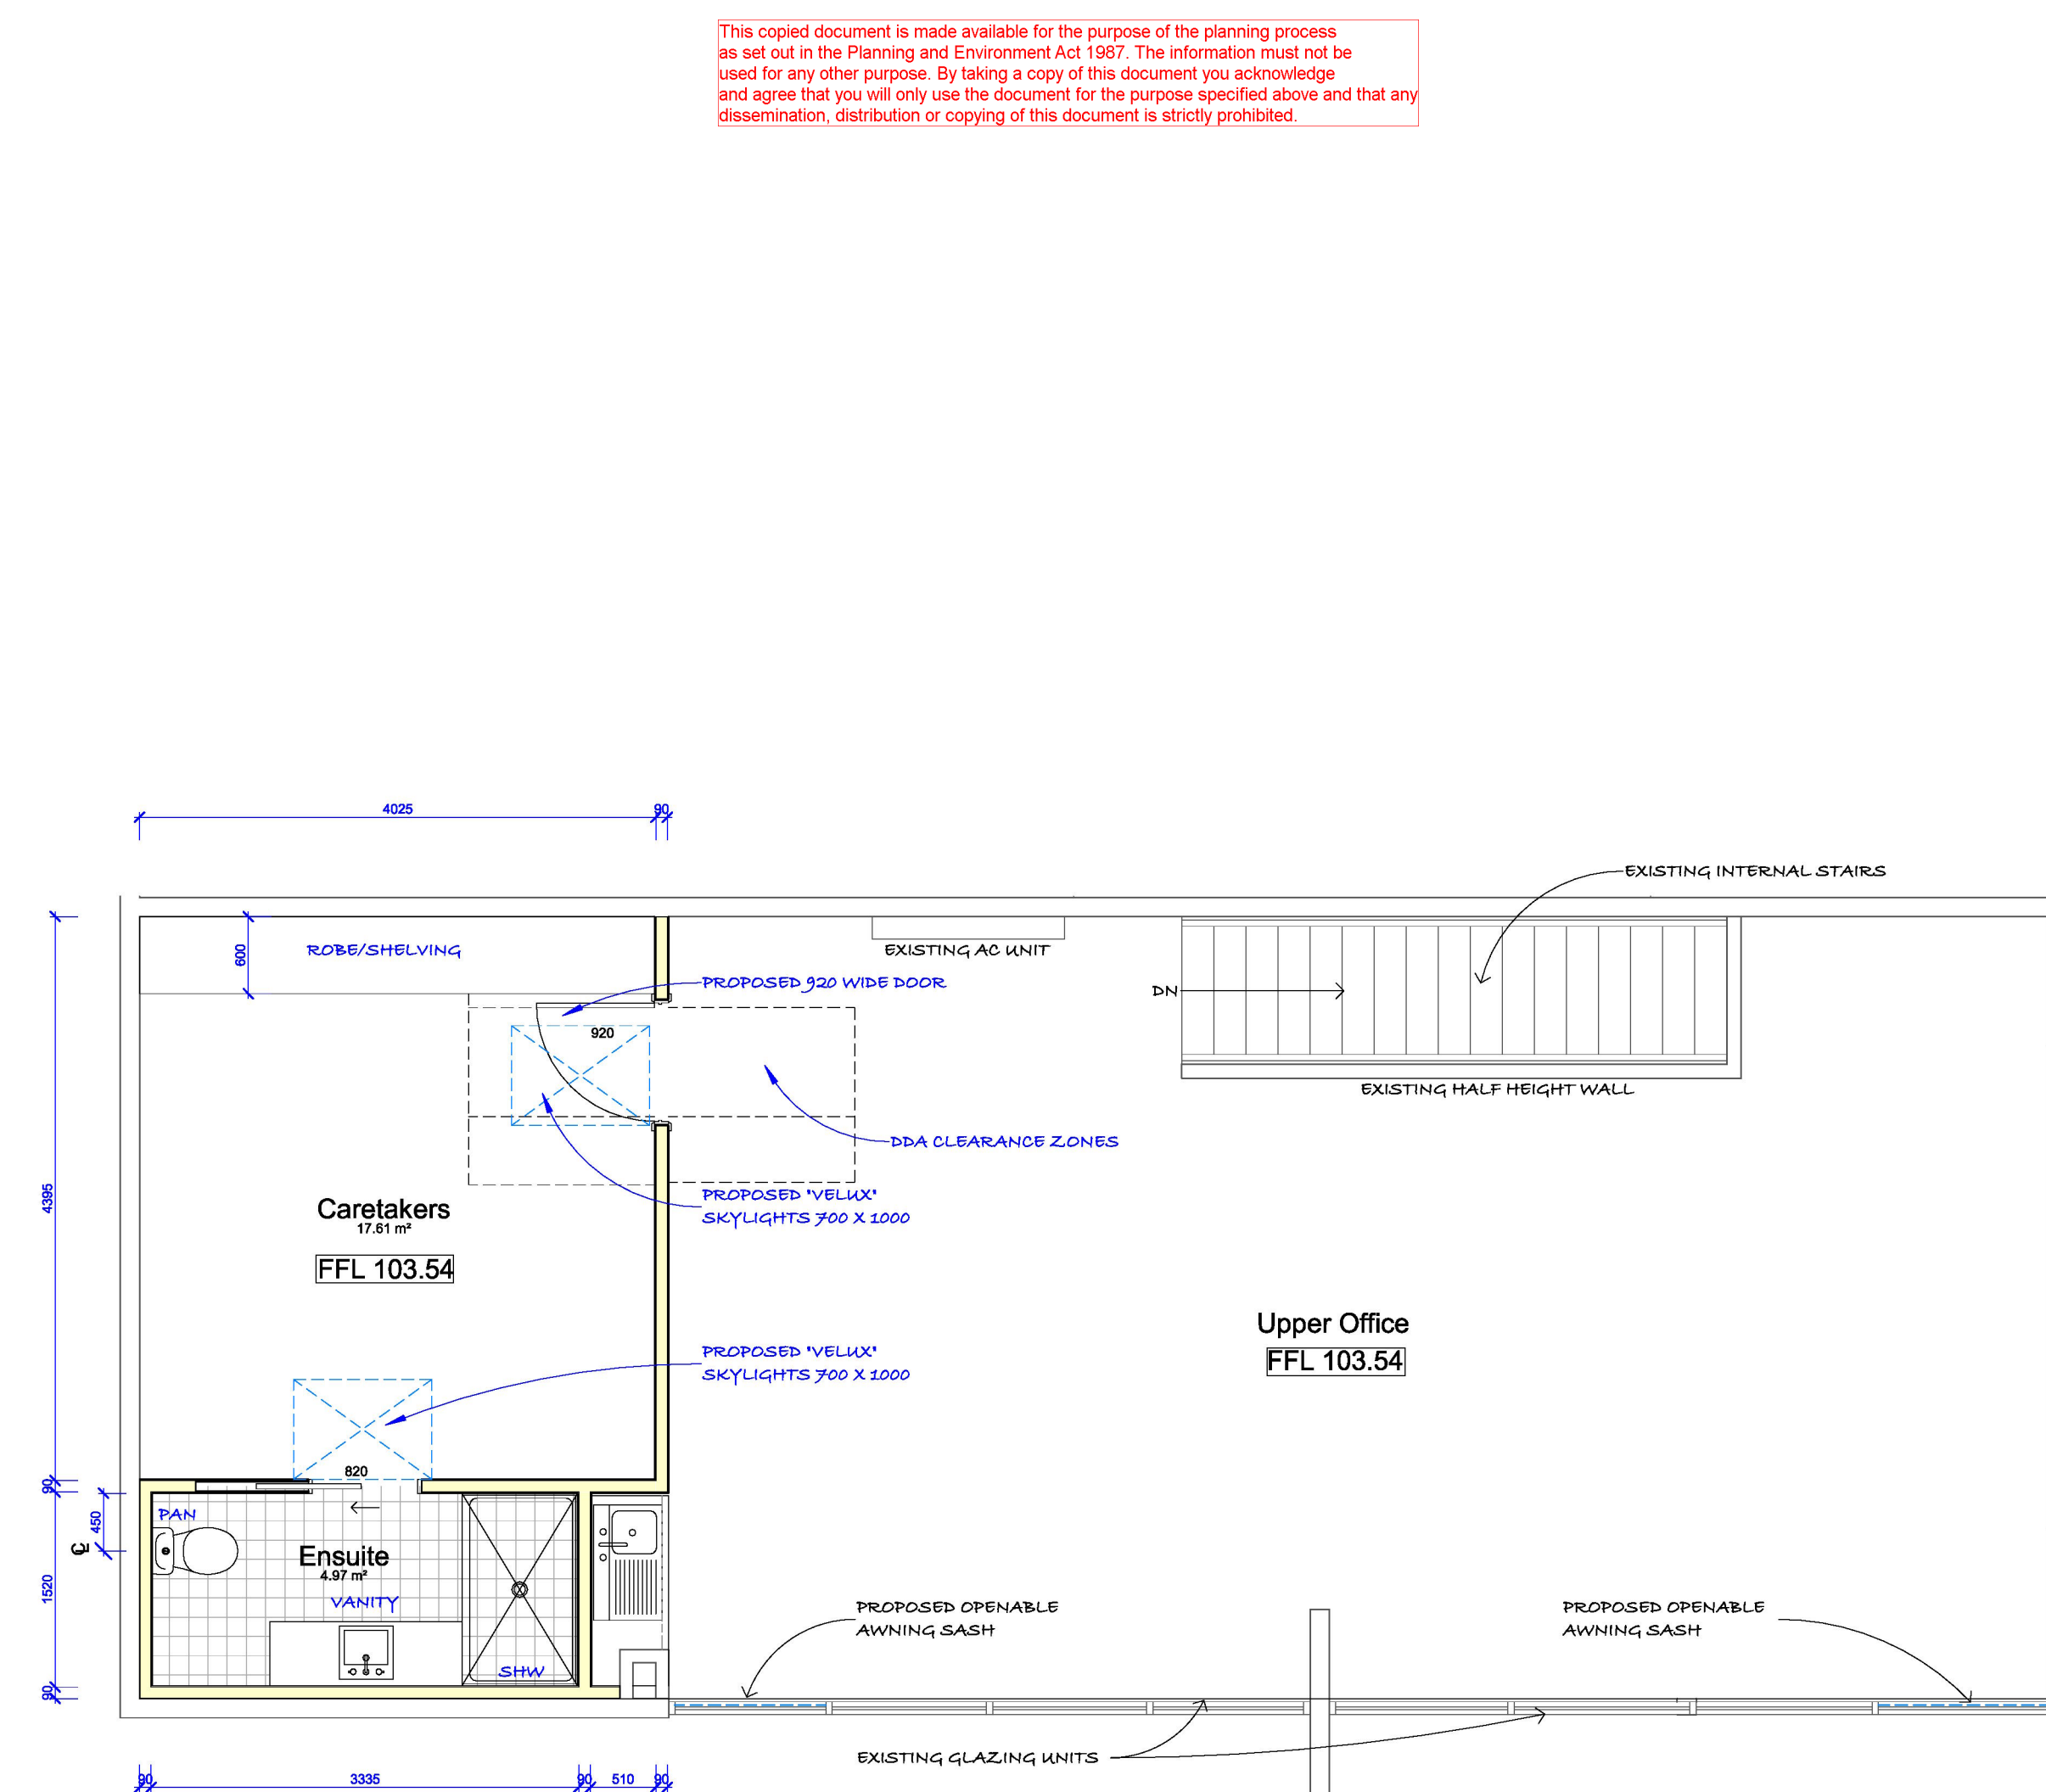 This copied document is made available for the purpose of the planning process
as set out in the Planning and Environment Act 1987. The information must not be
used for any other purpose. By taking a copy of this document you acknowledge
and agree that you will only use the document for the purpose specified above and that any
dissemination, distribution or copying of this document is strictly prohibited.
4025
90
EXISTING INTERNAL STAIRS
600
ROBE/SHELVING
EXISTING AC UNIT
PROPOSED 920 WIDE DOOR
DN
920
EXISTING HALF HEIGHT WALL
DDA CLEARANCE ZONES
4395
PROPOSED "VELUX"
SKYLIGHTS 700 X 1000
Caretakers
17.61 m²
FFL 103.54
Upper Office
FFL 103.54
PROPOSED "VELUX"
SKYLIGHTS 700 X 1000
820
90
450
PAN
CL
Ensuite
4.97 m²
1520
VANITY
PROPOSED OPENABLE
AWNING SASH
PROPOSED OPENABLE
AWNING SASH
SHW
90
EXISTING GLAZING UNITS
90
3335
90
510
90